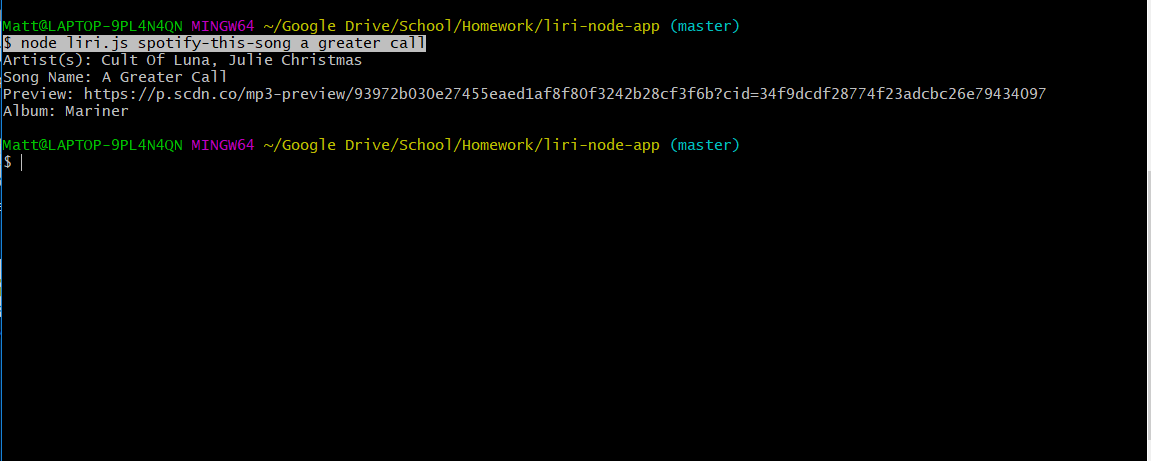 Matt@LAPTOP-9PL4N4QN MINGW64 ~/Google Drive/School/Homework/liri-node-app (master)
$ node liri.js spotify-this-song a greater call
Artist(s): Cult Of Luna, Julie Christmas
Song Name: A Greater Call
Preview: https://p.scdn.co/mp3-preview/93972b030e27455eaed1af8f80f3242b28cf3f6b?cid=34f9dcdf28774f23adcbc26e79434097
Album: Mariner
Matt@LAPTOP-9PL4N4QN MINGW64 ~/Google Drive/School/Homework/liri-node-app (master)
$